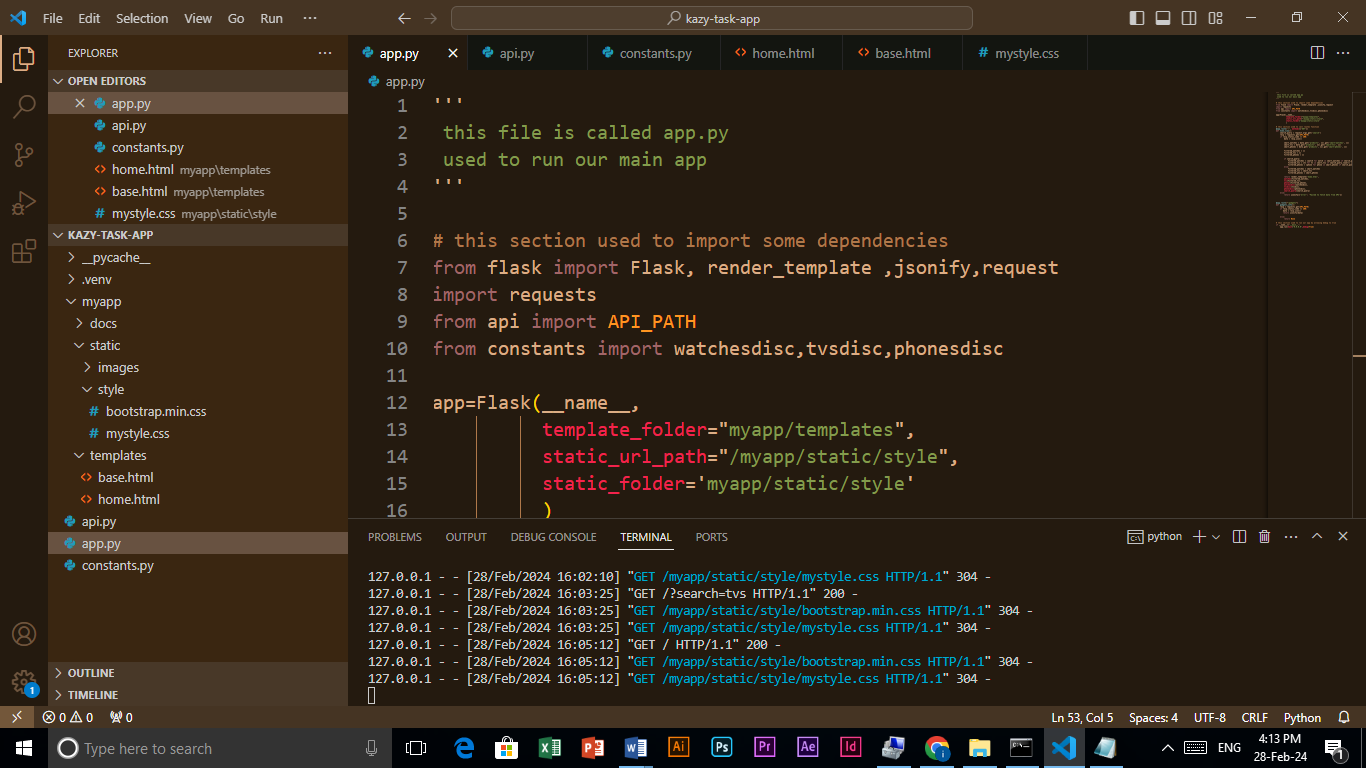 File Edit Selection View Go Run ···
kazy-task-app
EXPLORER
OPEN EDITORS
app.py
api.py
constants.py
home.html myapp\templates
base.html myapp\templates
mystyle.css myapp\static\style
KAZY-TASK-APP
__pycache__
.venv
myapp
docs
static
images
style
bootstrap.min.css
mystyle.css
templates
base.html
home.html
api.py
app.py
constants.py
OUTLINE
TIMELINE
app.py api.py constants.py home.html base.html mystyle.css
app.py
1 '''
2 this file is called app.py
3 used to run our main app
4 '''
5
6 # this section used to import some dependencies
7 from flask import Flask, render_template ,jsonify,request
8 import requests
9 from api import API_PATH
10 from constants import watchesdisc,tvsdisc,phonesdisc
11
12 app=Flask(__name__,
13 template_folder="myapp/templates",
14 static_url_path="/myapp/static/style",
15 static_folder='myapp/static/style'
16 )
PROBLEMS OUTPUT DEBUG CONSOLE TERMINAL PORTS python
127.0.0.1 - - [28/Feb/2024 16:02:10] "GET /myapp/static/style/mystyle.css HTTP/1.1" 304 -
127.0.0.1 - - [28/Feb/2024 16:03:25] "GET /?search=tvs HTTP/1.1" 200 -
127.0.0.1 - - [28/Feb/2024 16:03:25] "GET /myapp/static/style/bootstrap.min.css HTTP/1.1" 304 -
127.0.0.1 - - [28/Feb/2024 16:03:25] "GET /myapp/static/style/mystyle.css HTTP/1.1" 304 -
127.0.0.1 - - [28/Feb/2024 16:05:12] "GET / HTTP/1.1" 200 -
127.0.0.1 - - [28/Feb/2024 16:05:12] "GET /myapp/static/style/bootstrap.min.css HTTP/1.1" 304 -
127.0.0.1 - - [28/Feb/2024 16:05:12] "GET /myapp/static/style/mystyle.css HTTP/1.1" 304 -
1
0 0 0 Ln 53, Col 5 Spaces: 4 UTF-8 CRLF Python
Type here to search
Ai Ps Pr Ae Id
ENG
4:13 PM
28-Feb-24
1